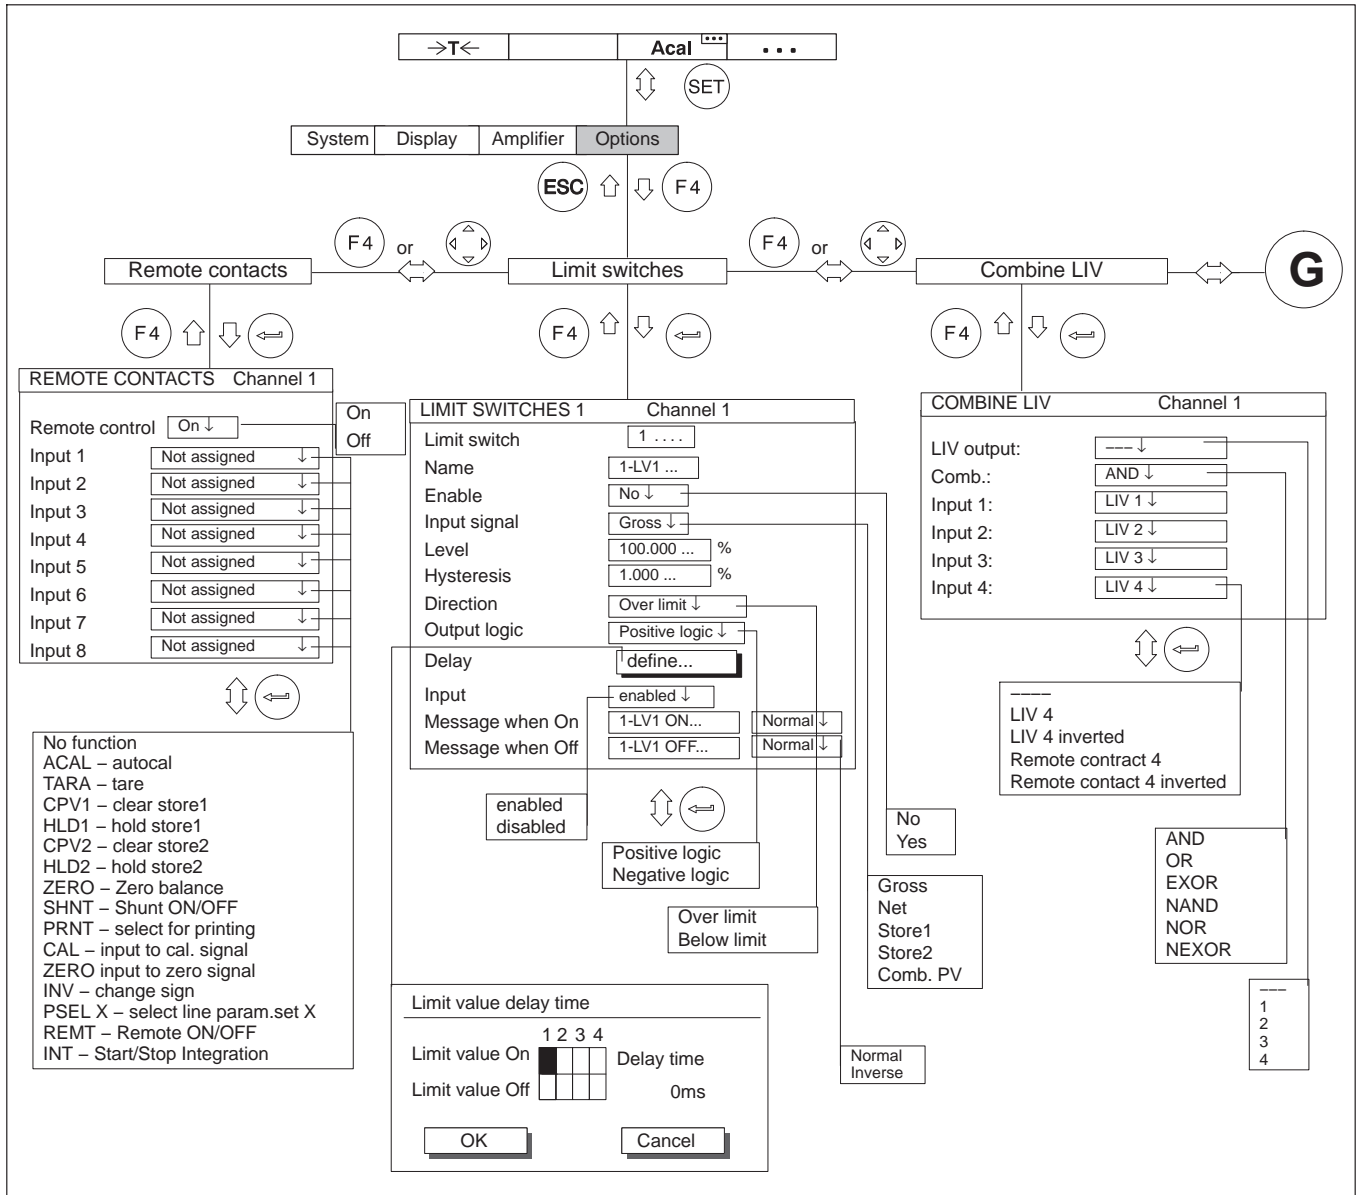 →T← Acal ...
SET
System Display Amplifier Options
ESC F4
F4 or F4 or
Remote contacts Limit switches Combine LIV G
F4 F4 F4
REMOTE CONTACTS Channel 1
Remote control On ↓
Input 1 Not assigned ↓
Input 2 Not assigned ↓
Input 3 Not assigned ↓
Input 4 Not assigned ↓
Input 5 Not assigned ↓
Input 6 Not assigned ↓
Input 7 Not assigned ↓
Input 8 Not assigned ↓
On
Off
No function
ACAL – autocal
TARA – tare
CPV1 – clear store1
HLD1 – hold store1
CPV2 – clear store2
HLD2 – hold store2
ZERO – Zero balance
SHNT – Shunt ON/OFF
PRNT – select for printing
CAL – input to cal. signal
ZERO input to zero signal
INV – change sign
PSEL X – select line param.set X
REMT – Remote ON/OFF
INT – Start/Stop Integration
LIMIT SWITCHES 1 Channel 1
Limit switch 1 ....
Name 1-LV1 ...
Enable No ↓
Input signal Gross ↓
Level 100.000 ... %
Hysteresis 1.000 ... %
Direction Over limit ↓
Output logic Positive logic ↓
Delay define...
Input enabled ↓
Message when On 1-LV1 ON... Normal ↓
Message when Off 1-LV1 OFF... Normal ↓
enabled
disabled
Positive logic
Negative logic
Over limit
Below limit
No
Yes
Gross
Net
Store1
Store2
Comb. PV
Normal
Inverse
Limit value delay time
1 2 3 4
Limit value On Delay time
Limit value Off 0ms
OK Cancel
COMBINE LIV Channel 1
LIV output: ––– ↓
Comb.: AND ↓
Input 1: LIV 1 ↓
Input 2: LIV 2 ↓
Input 3: LIV 3 ↓
Input 4: LIV 4 ↓
––––
LIV 4
LIV 4 inverted
Remote contract 4
Remote contact 4 inverted
AND
OR
EXOR
NAND
NOR
NEXOR
–––
1
2
3
4